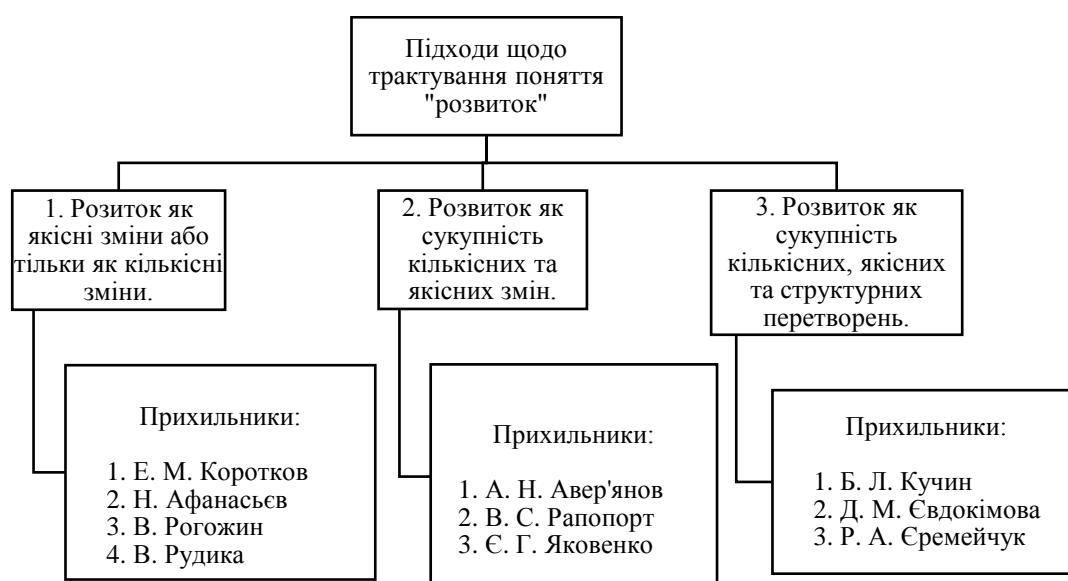 Підходи щодо
трактування поняття
"розвиток"
1. Розиток як
якісні зміни або
тільки як кількісні
зміни.
2. Розвиток як
сукупність
кількісних та
якісних змін.
3. Розвиток як
сукупність
кількісних, якісних
та структурних
перетворень.
Прихильники:
1. Е. М. Коротков
2. Н. Афанасьєв
3. В. Рогожин
4. В. Рудика
Прихильники:
1. А. Н. Авер'янов
2. В. С. Рапопорт
3. Є. Г. Яковенко
Прихильники:
1. Б. Л. Кучин
2. Д. М. Євдокімова
3. Р. А. Єремейчук